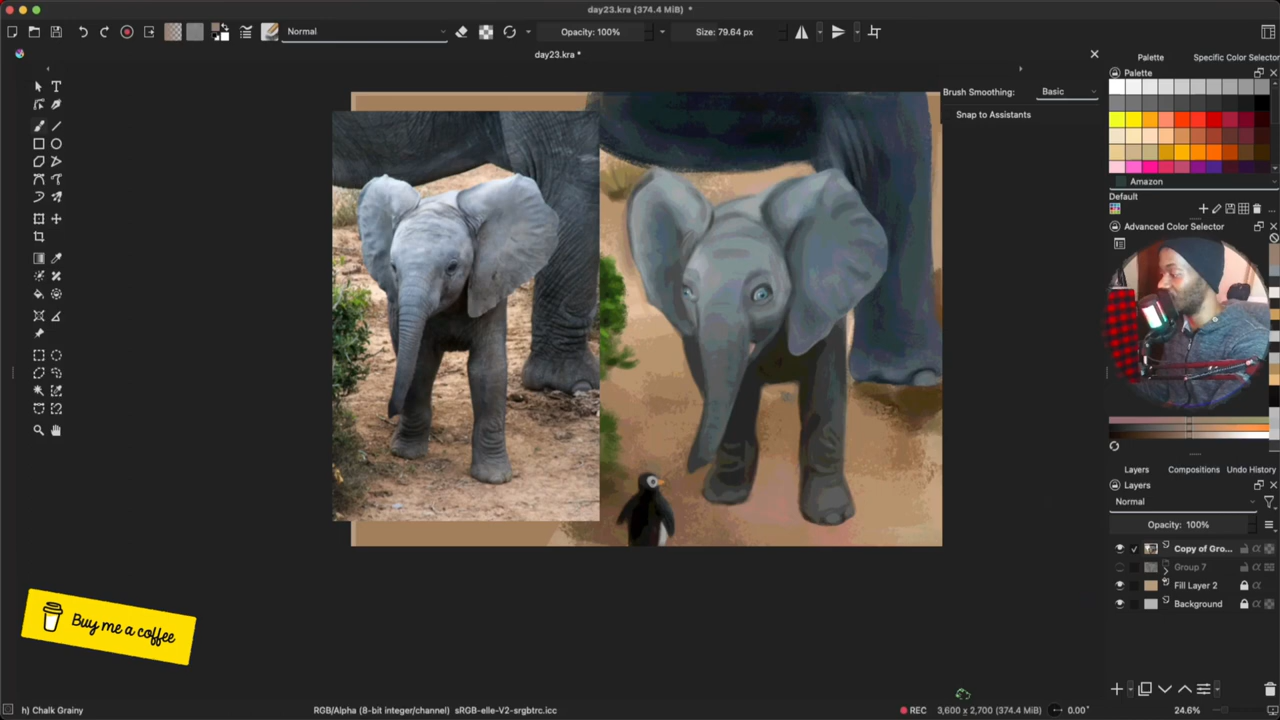 day23.kra (374.4 MiB) *
Normal
Opacity: 100%
Size: 79.64 px
day23.kra *
Brush Smoothing:
Basic
Snap to Assistants
Palette
Specific Color Selector
Palette
Amazon
Default
Advanced Color Selector
Layers
Compositions
Undo History
Layers
Normal
Opacity: 100%
Copy of Gro...
Group 7
Fill Layer 2
Background
Buy me a coffee
h) Chalk Grainy
RGB/Alpha (8-bit integer/channel) sRGB-elle-V2-srgbtrc.icc
REC
3,600 x 2,700 (374.4 MiB)
0.00°
24.6%